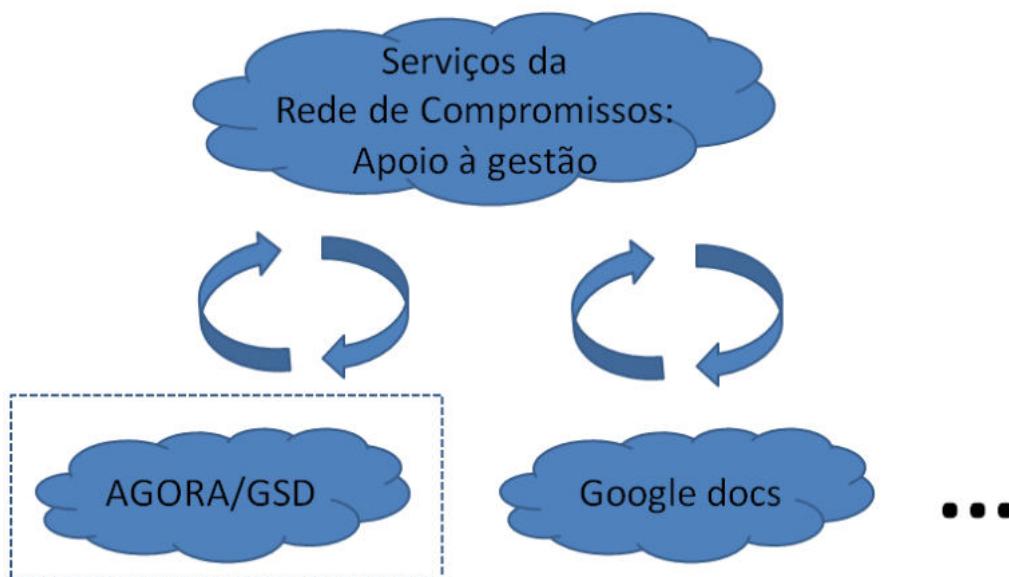 Serviços da
Rede de Compromissos:
Apoio à gestão
AGORA/GSD
Google docs
...